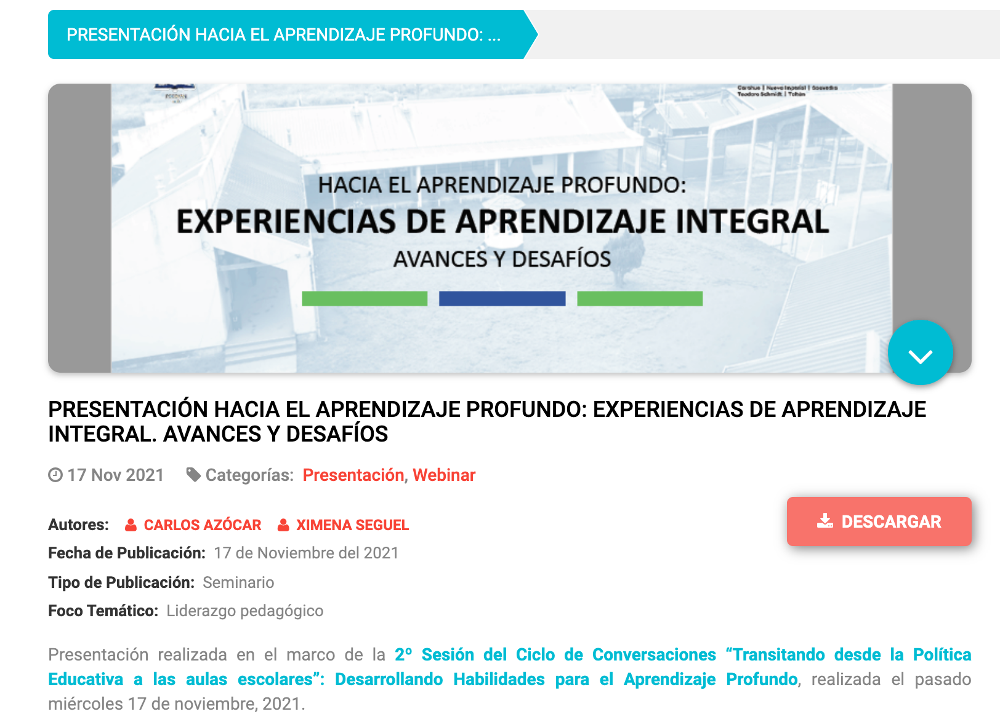 PRESENTACIÓN HACIA EL APRENDIZAJE PROFUNDO: ...
Carahue | Nueva Imperial | Saavedra
Teodoro Schmidt | Toltén
HACIA EL APRENDIZAJE PROFUNDO:
EXPERIENCIAS DE APRENDIZAJE INTEGRAL
AVANCES Y DESAFÍOS
PRESENTACIÓN HACIA EL APRENDIZAJE PROFUNDO: EXPERIENCIAS DE APRENDIZAJE
INTEGRAL. AVANCES Y DESAFÍOS
17 Nov 2021 Categorías: Presentación, Webinar
Autores: CARLOS AZÓCAR XIMENA SEGUEL
DESCARGAR
Fecha de Publicación: 17 de Noviembre del 2021
Tipo de Publicación: Seminario
Foco Temático: Liderazgo pedagógico
Presentación realizada en el marco de la 2º Sesión del Ciclo de Conversaciones “Transitando desde la Política
Educativa a las aulas escolares”: Desarrollando Habilidades para el Aprendizaje Profundo, realizada el pasado
miércoles 17 de noviembre, 2021.